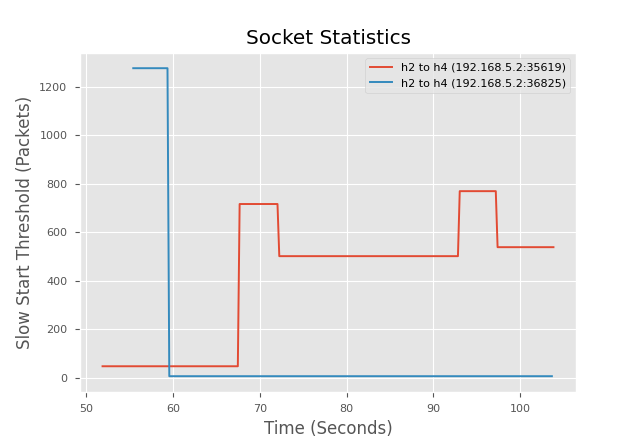 Socket Statistics
h2 to h4 (192.168.5.2:35619)
h2 to h4 (192.168.5.2:36825)
Slow Start Threshold (Packets)
1200
1000
800
600
400
200
0
50 60 70 80 90 100
Time (Seconds)